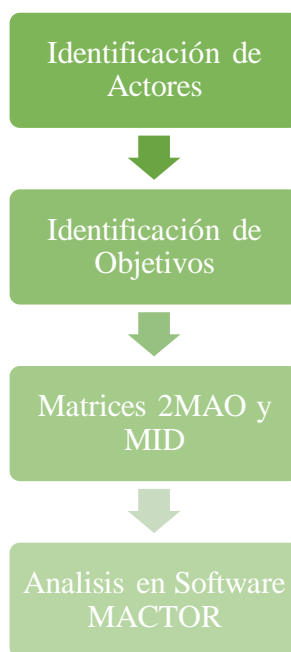 Identificación de
Actores
Identificación de
Objetivos
Matrices 2MAO y
MID
Analisis en Software
MACTOR